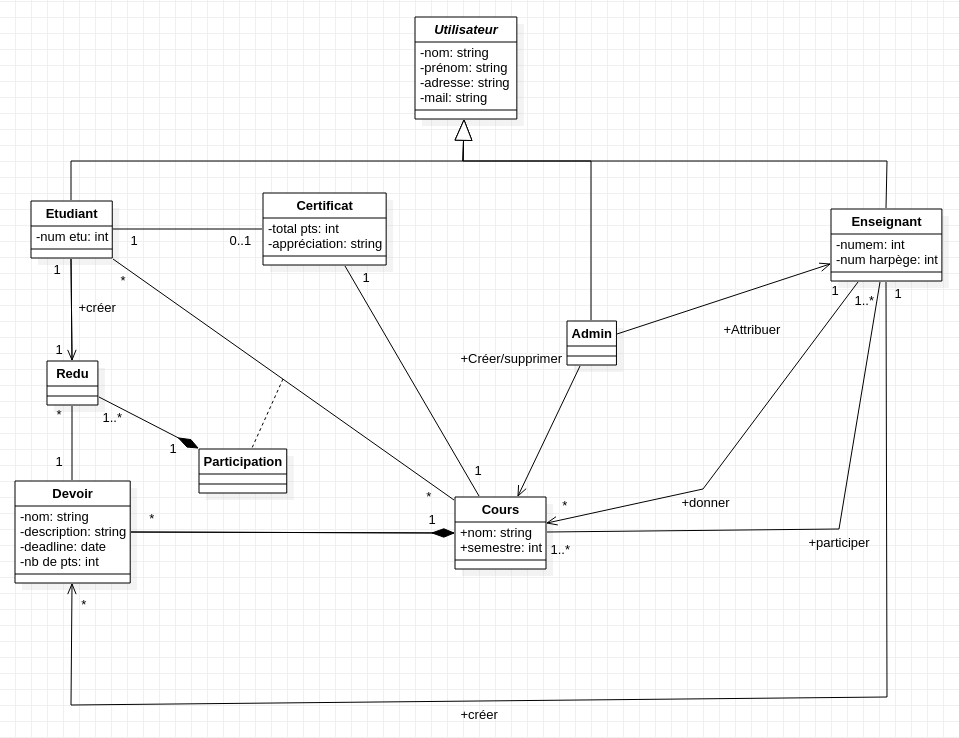 Utilisateur
-nom: string
-prénom: string
-adresse: string
-mail: string
Etudiant
-num etu: int
1
0..1
Certificat
-total pts: int
-appréciation: string
Enseignant
-numem: int
-num harpège: int
1
*
+créer
1
1
1
1..*
1
+Attribuer
Admin
+Créer/supprimer
Redu
*
1..*
1
1
Participation
Devoir
-nom: string
-description: string
-deadline: date
-nb de pts: int
*
1
*
1
Cours
+nom: string
+semestre: int
*
1..*
+donner
+participer
*
+créer